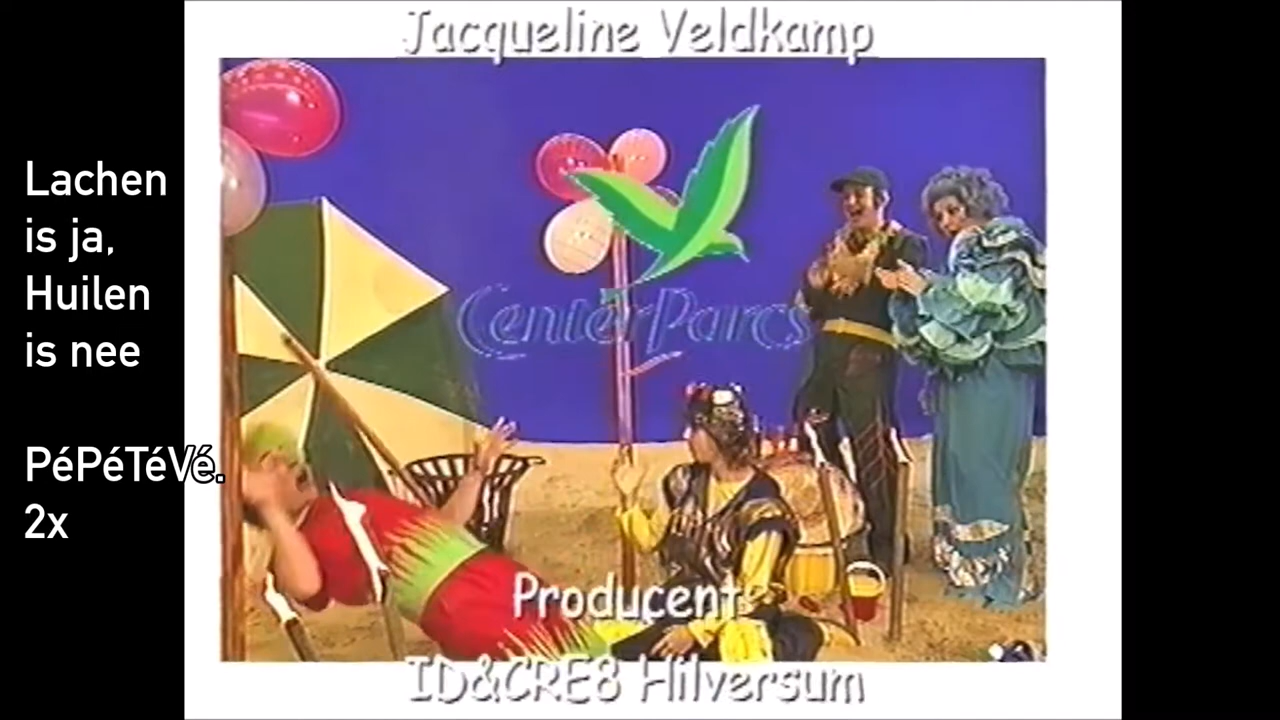 Jacqueline Veldkamp
Lachen
is ja,
Huilen
is nee
PéPéTéVé.
2x
CenterParcs
Producent
ID&CRE8 Hilversum